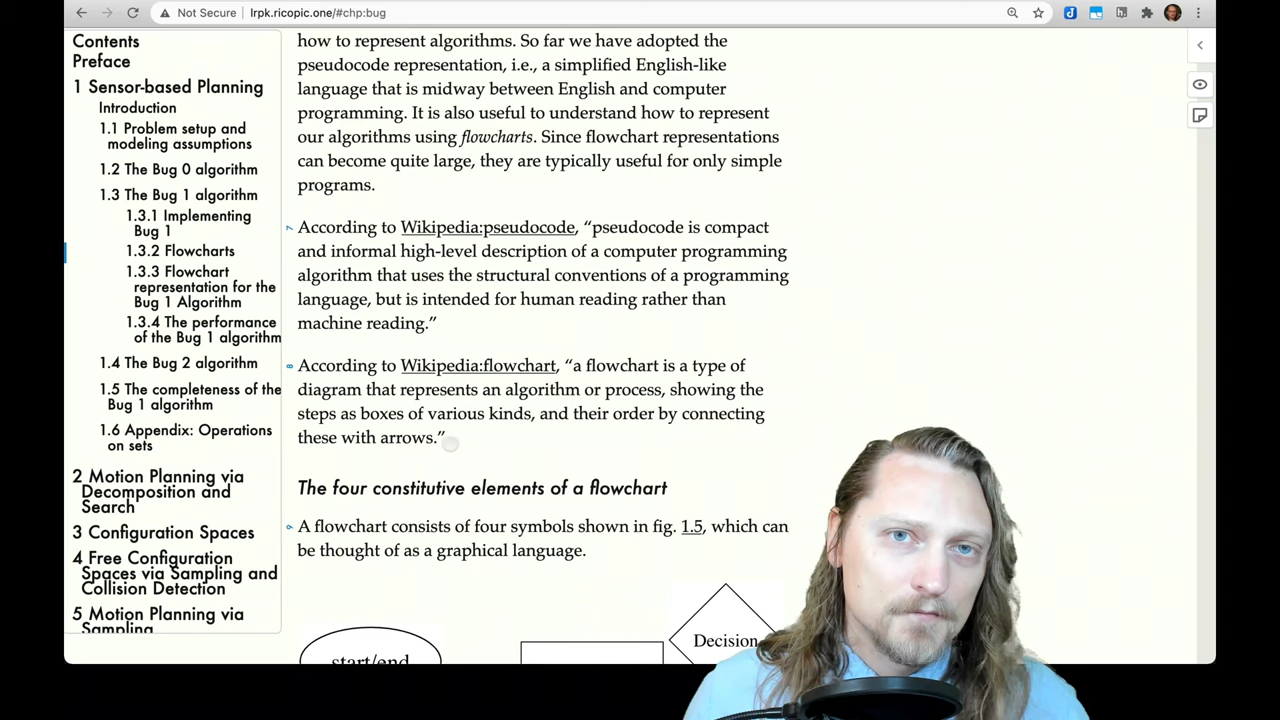 Not Secure | lrpk.ricopic.one/#chp:bug
Contents
Preface
1 Sensor-based Planning
Introduction
1.1 Problem setup and
modeling assumptions
1.2 The Bug 0 algorithm
1.3 The Bug 1 algorithm
1.3.1 Implementing
Bug 1
1.3.2 Flowcharts
1.3.3 Flowchart
representation for the
Bug 1 Algorithm
1.3.4 The performance
of the Bug 1 algorithm
1.4 The Bug 2 algorithm
1.5 The completeness of the
Bug 1 algorithm
1.6 Appendix: Operations
on sets
2 Motion Planning via
Decomposition and
Search
3 Configuration Spaces
4 Free Configuration
Spaces via Sampling and
Collision Detection
5 Motion Planning via
Sampling
how to represent algorithms. So far we have adopted the
pseudocode representation, i.e., a simplified English-like
language that is midway between English and computer
programming. It is also useful to understand how to represent
our algorithms using flowcharts. Since flowchart representations
can become quite large, they are typically useful for only simple
programs.
7 According to Wikipedia:pseudocode, “pseudocode is compact
and informal high-level description of a computer programming
algorithm that uses the structural conventions of a programming
language, but is intended for human reading rather than
machine reading.”
8 According to Wikipedia:flowchart, “a flowchart is a type of
diagram that represents an algorithm or process, showing the
steps as boxes of various kinds, and their order by connecting
these with arrows.”
The four constitutive elements of a flowchart
9 A flowchart consists of four symbols shown in fig. 1.5, which can
be thought of as a graphical language.
Decision
start/end